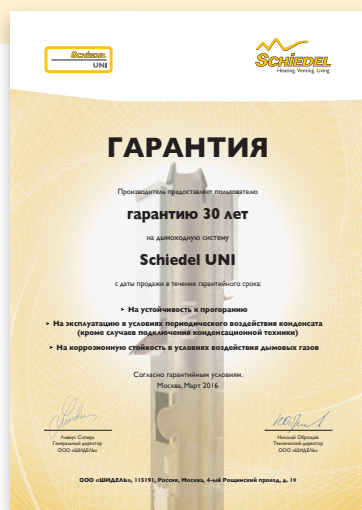 SCHIEDEL
UNI
SCHIEDEL
Heating. Venting. Living.
ГАРАНТИЯ
Производитель предоставляет пользователю
гарантию 30 лет
на дымоходную систему
Schiedel UNI
с даты продажи в течение гарантийного срока:
➤ На устойчивость к прогоранию
➤ На эксплуатацию в условиях периодического воздействия конденсата
(кроме случаев подключения конденсационной техники)
➤ На коррозионную стойкость в условиях воздействия дымовых газов
Согласно гарантийным условиям.
Москва, Март 2016
Ливиус Сотира
Генеральный директор
ООО «ШИДЕЛЬ»
Николай Образцов
Технический директор
ООО «ШИДЕЛЬ»
ООО «ШИДЕЛЬ», 115191, Россия, Москва, 4-ый Рощинский проезд, д. 19